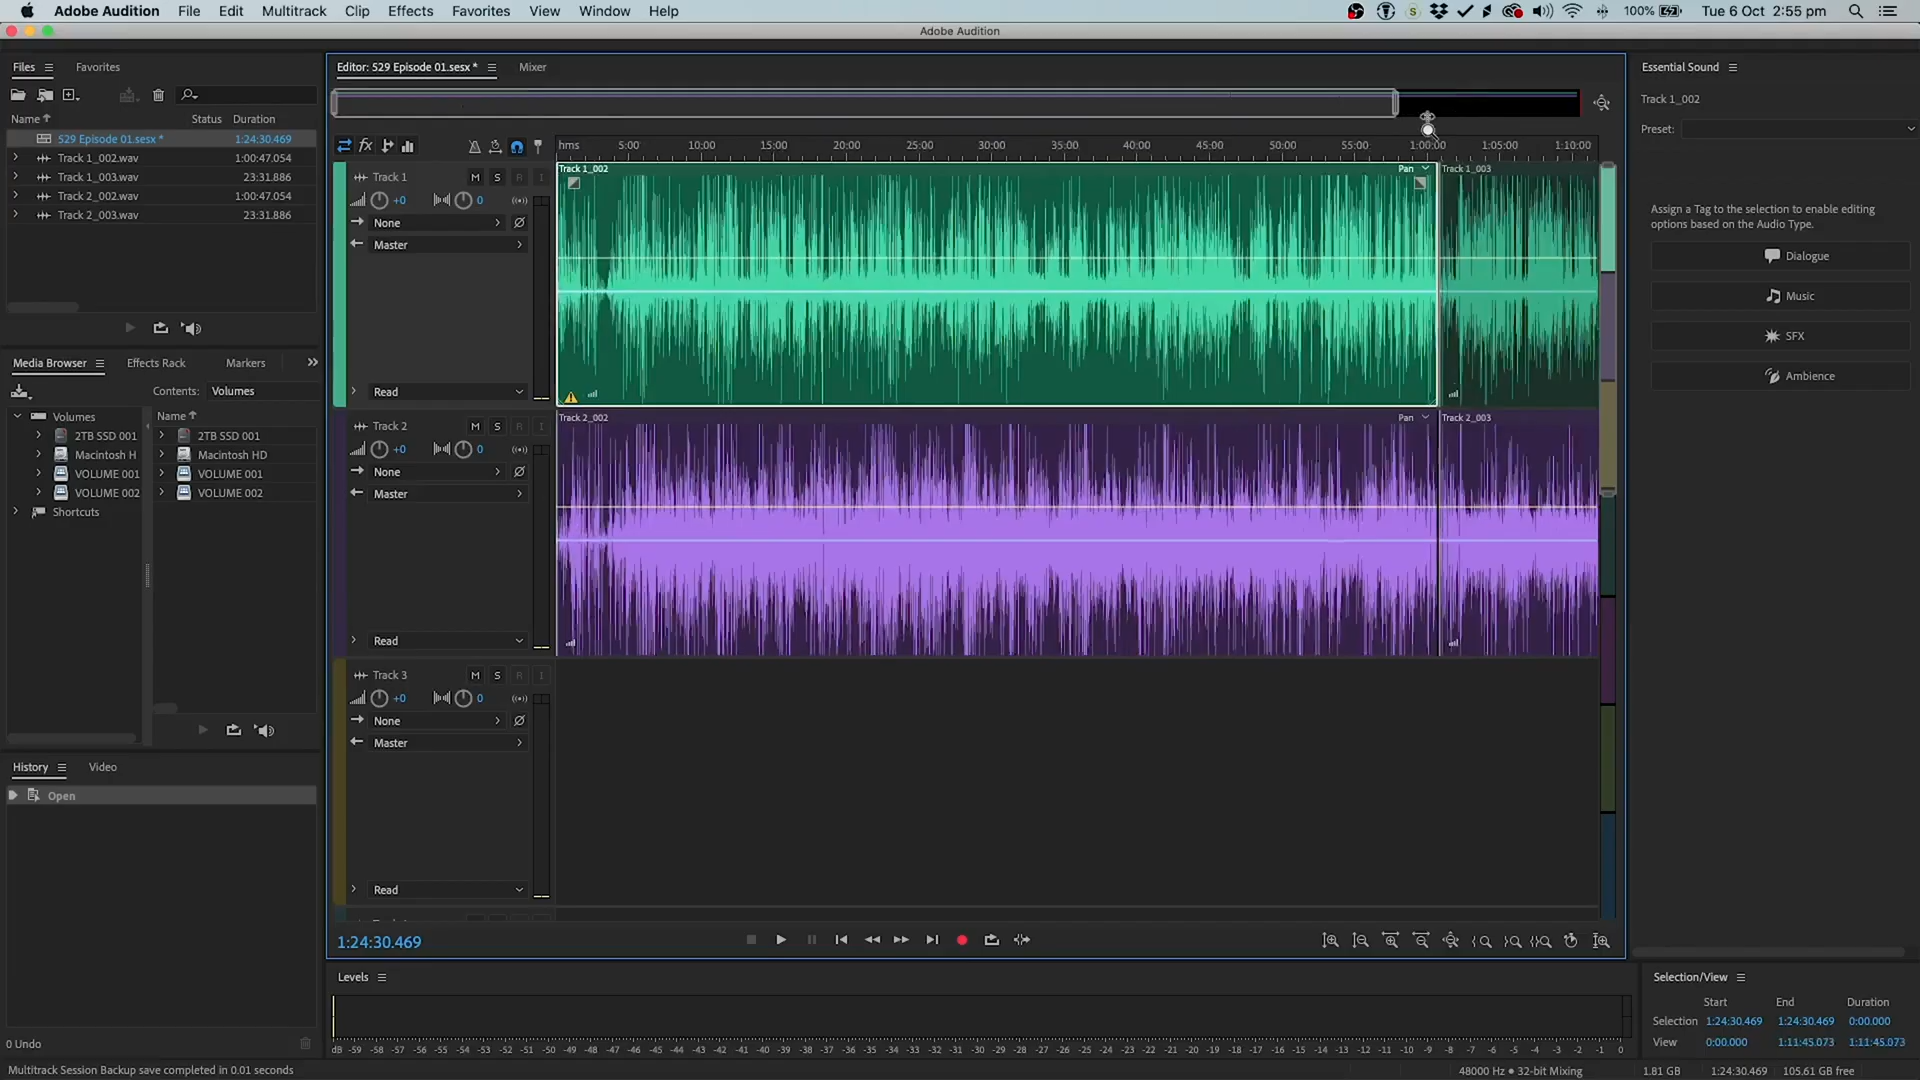 Adobe Audition File Edit Multitrack Clip Effects Favorites View Window Help 100% Tue 6 Oct 2:55 pm
Adobe Audition
Files Favorites
Name Status Duration
529 Episode 01.sesx * 1:24:30.469
Track 1_002.wav 1:00:47.054
Track 1_003.wav 23:31.886
Track 2_002.wav 1:00:47.054
Track 2_003.wav 23:31.886
Media Browser Effects Rack Markers
Contents: Volumes
Volumes
2TB SSD 001
Macintosh H
VOLUME 001
VOLUME 002
Shortcuts
Name
2TB SSD 001
Macintosh HD
VOLUME 001
VOLUME 002
History Video
Open
0 Undo
Multitrack Session Backup save completed in 0.01 seconds
Editor: 529 Episode 01.sesx * Mixer
fx
hms 5:00 10:00 15:00 20:00 25:00 30:00 35:00 40:00 45:00 50:00 55:00 1:00:00 1:05:00 1:10:00
Track 1 M S R I
+0 0
None
Master
Read
Track 1_002 Pan Track 1_003
Track 2 M S R I
+0 0
None
Master
Read
Track 2_002 Pan Track 2_003
Track 3 M S R I
+0 0
None
Master
Read
1:24:30.469
Levels
dB -59 -58 -57 -56 -55 -54 -53 -52 -51 -50 -49 -48 -47 -46 -45 -44 -43 -42 -41 -40 -39 -38 -37 -36 -35 -34 -33 -32 -31 -30 -29 -28 -27 -26 -25 -24 -23 -22 -21 -20 -19 -18 -17 -16 -15 -14 -13 -12 -11 -10 -9 -8 -7 -6 -5 -4 -3 -2 -1 0
Essential Sound
Track 1_002
Preset:
Assign a Tag to the selection to enable editing
options based on the Audio Type.
Dialogue
Music
SFX
Ambience
Selection/View
Start End Duration
Selection 1:24:30.469 1:24:30.469 0:00.000
View 0:00.000 1:11:45.073 1:11:45.073
48000 Hz • 32-bit Mixing 1.81 GB 1:24:30.469 105.61 GB free